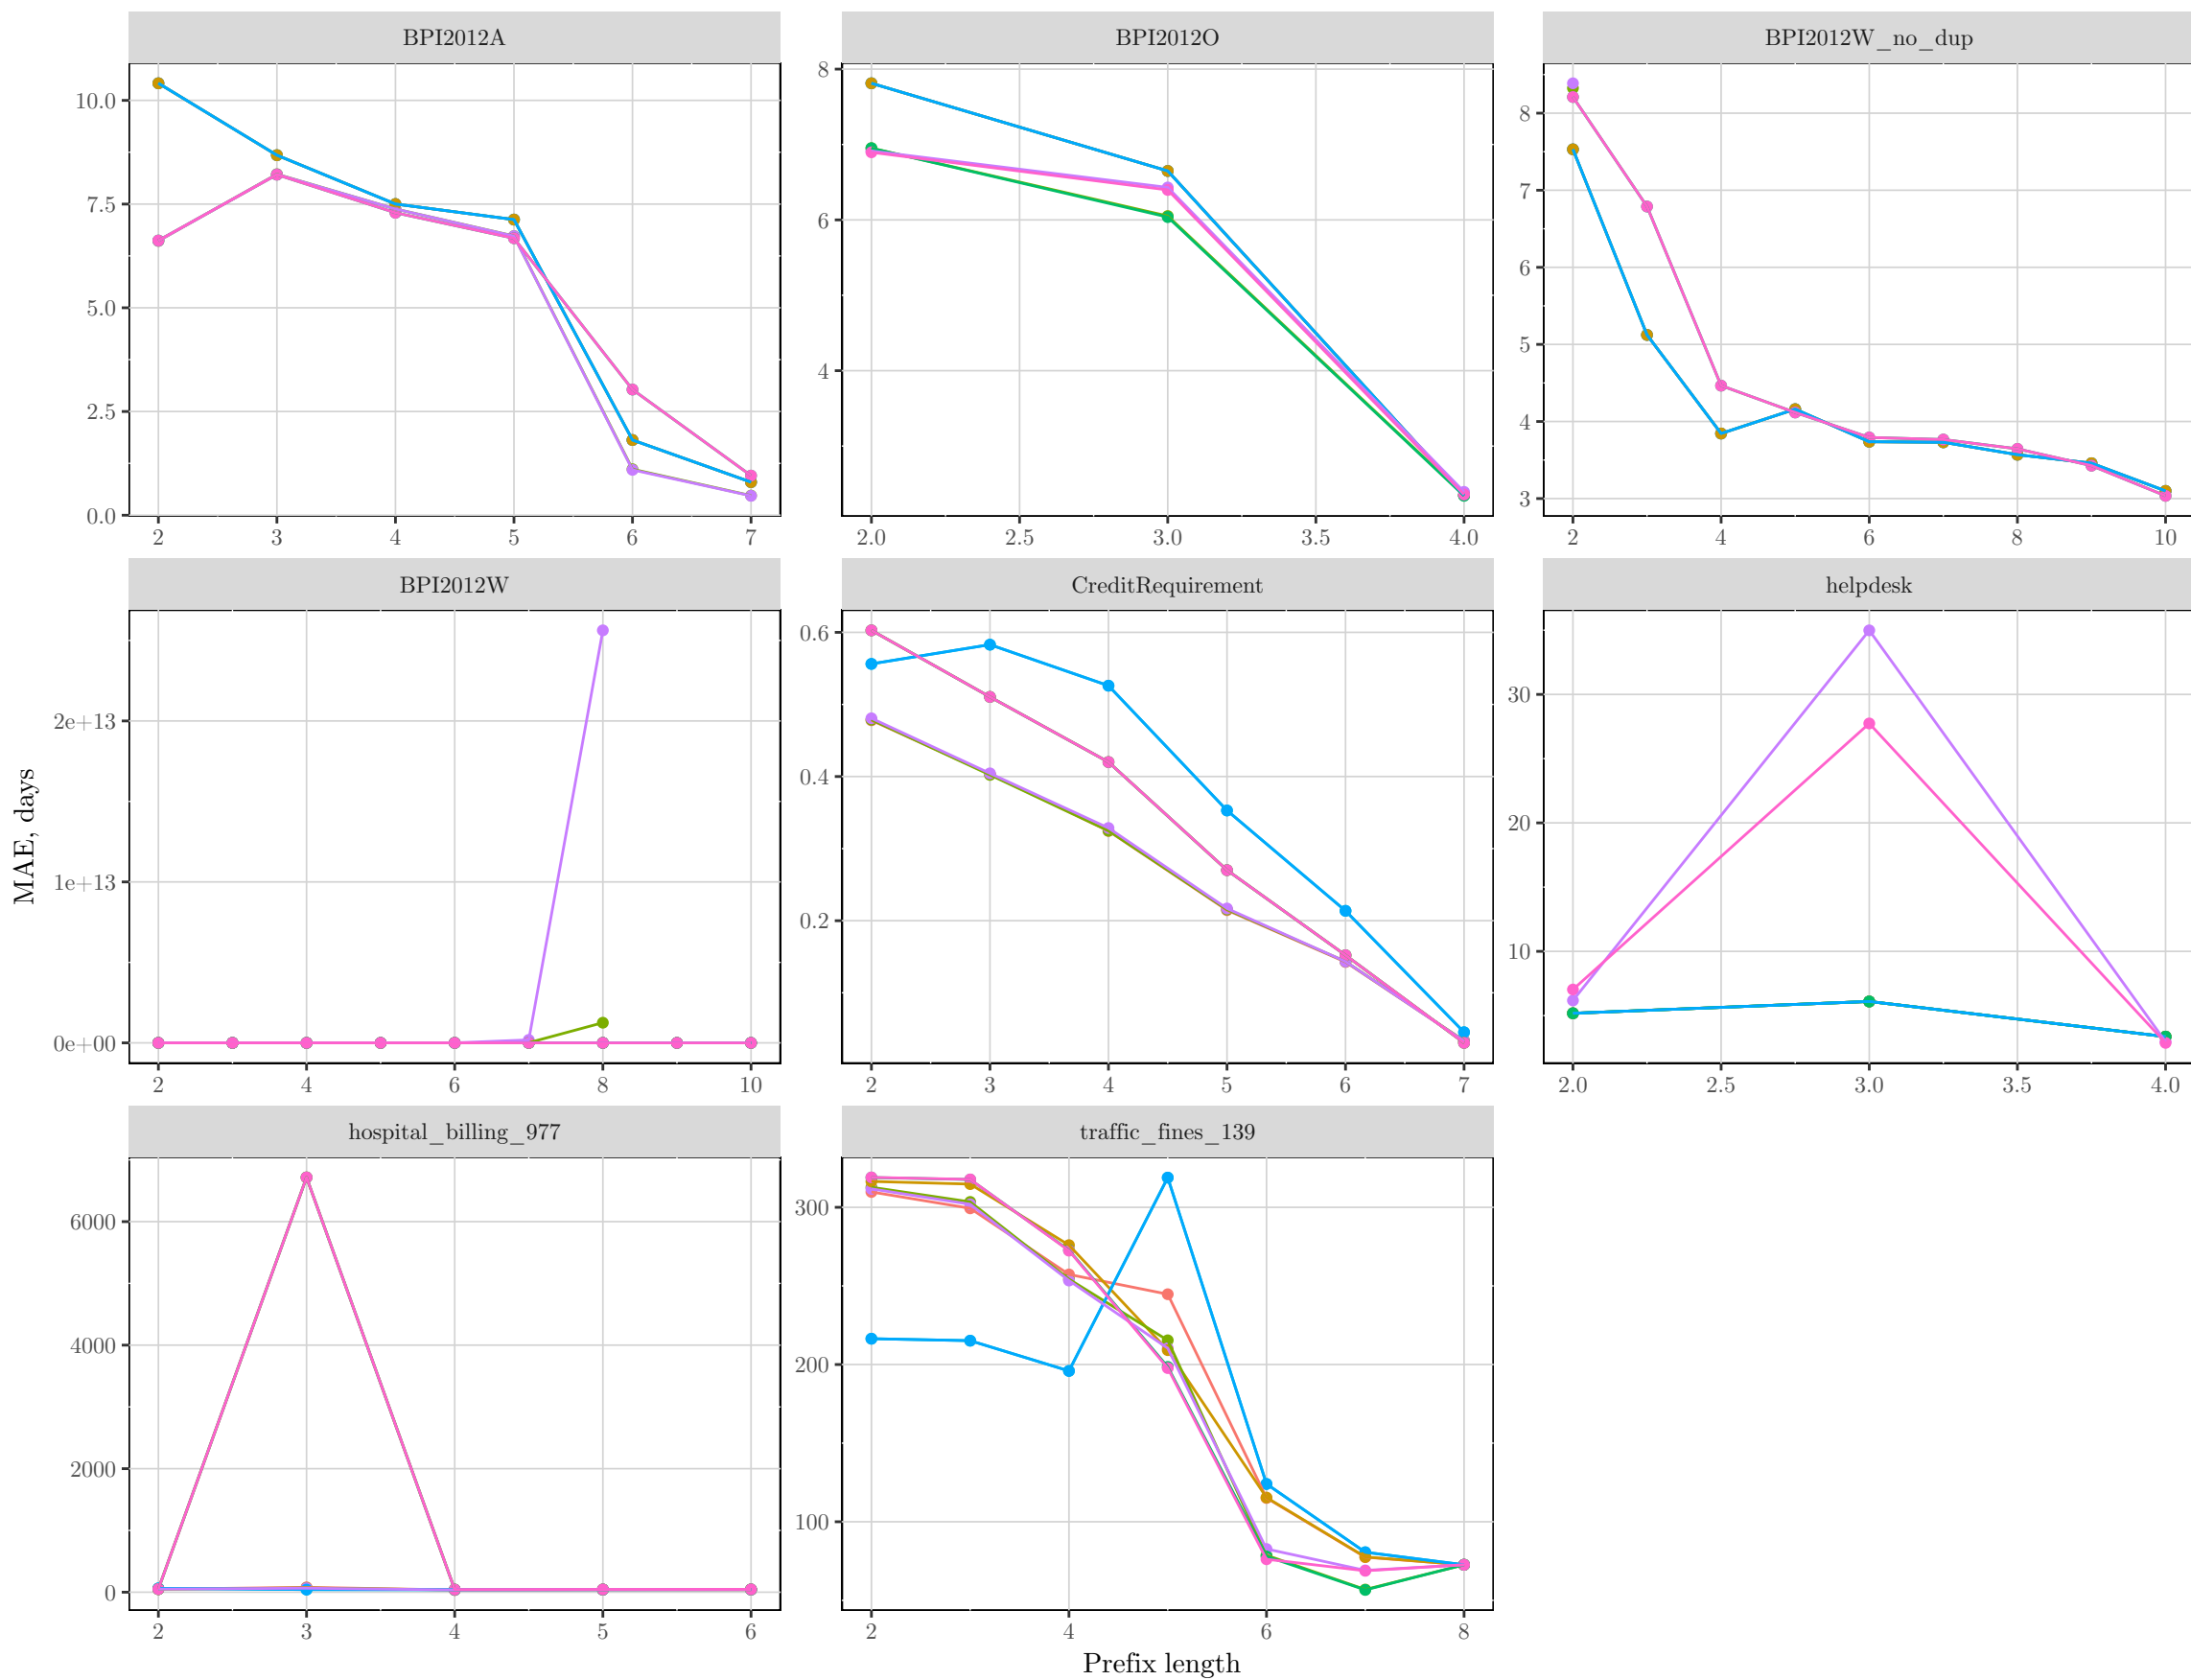 BPI2012A
BPI2012O
BPI2012W_no_dup
10.0
7.5
5.0
2.5
0.0
2 3 4 5 6 7
8
6
4
2.0 2.5 3.0 3.5 4.0
8
7
6
5
4
3
2 4 6 8 10
BPI2012W
CreditRequirement
helpdesk
2e+13
1e+13
0e+00
2 4 6 8 10
0.6
0.4
0.2
2 3 4 5 6 7
30
20
10
2.0 2.5 3.0 3.5 4.0
MAE, days
hospital_billing_977
traffic_fines_139
6000
4000
2000
0
2 3 4 5 6
300
200
100
2 4 6 8
Prefix length